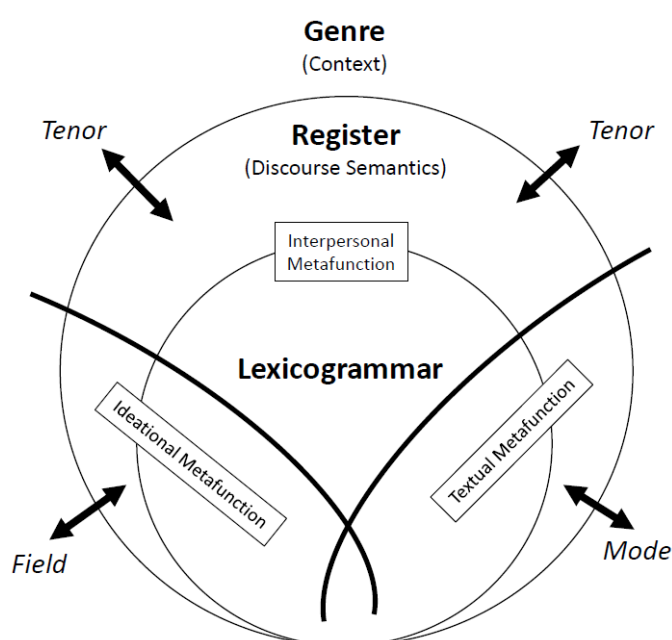 Genre
(Context)
Tenor
Tenor
Register
(Discourse Semantics)
Interpersonal
Metafunction
Lexicogrammar
Ideational Metafunction
Textual Metafunction
Field
Mode